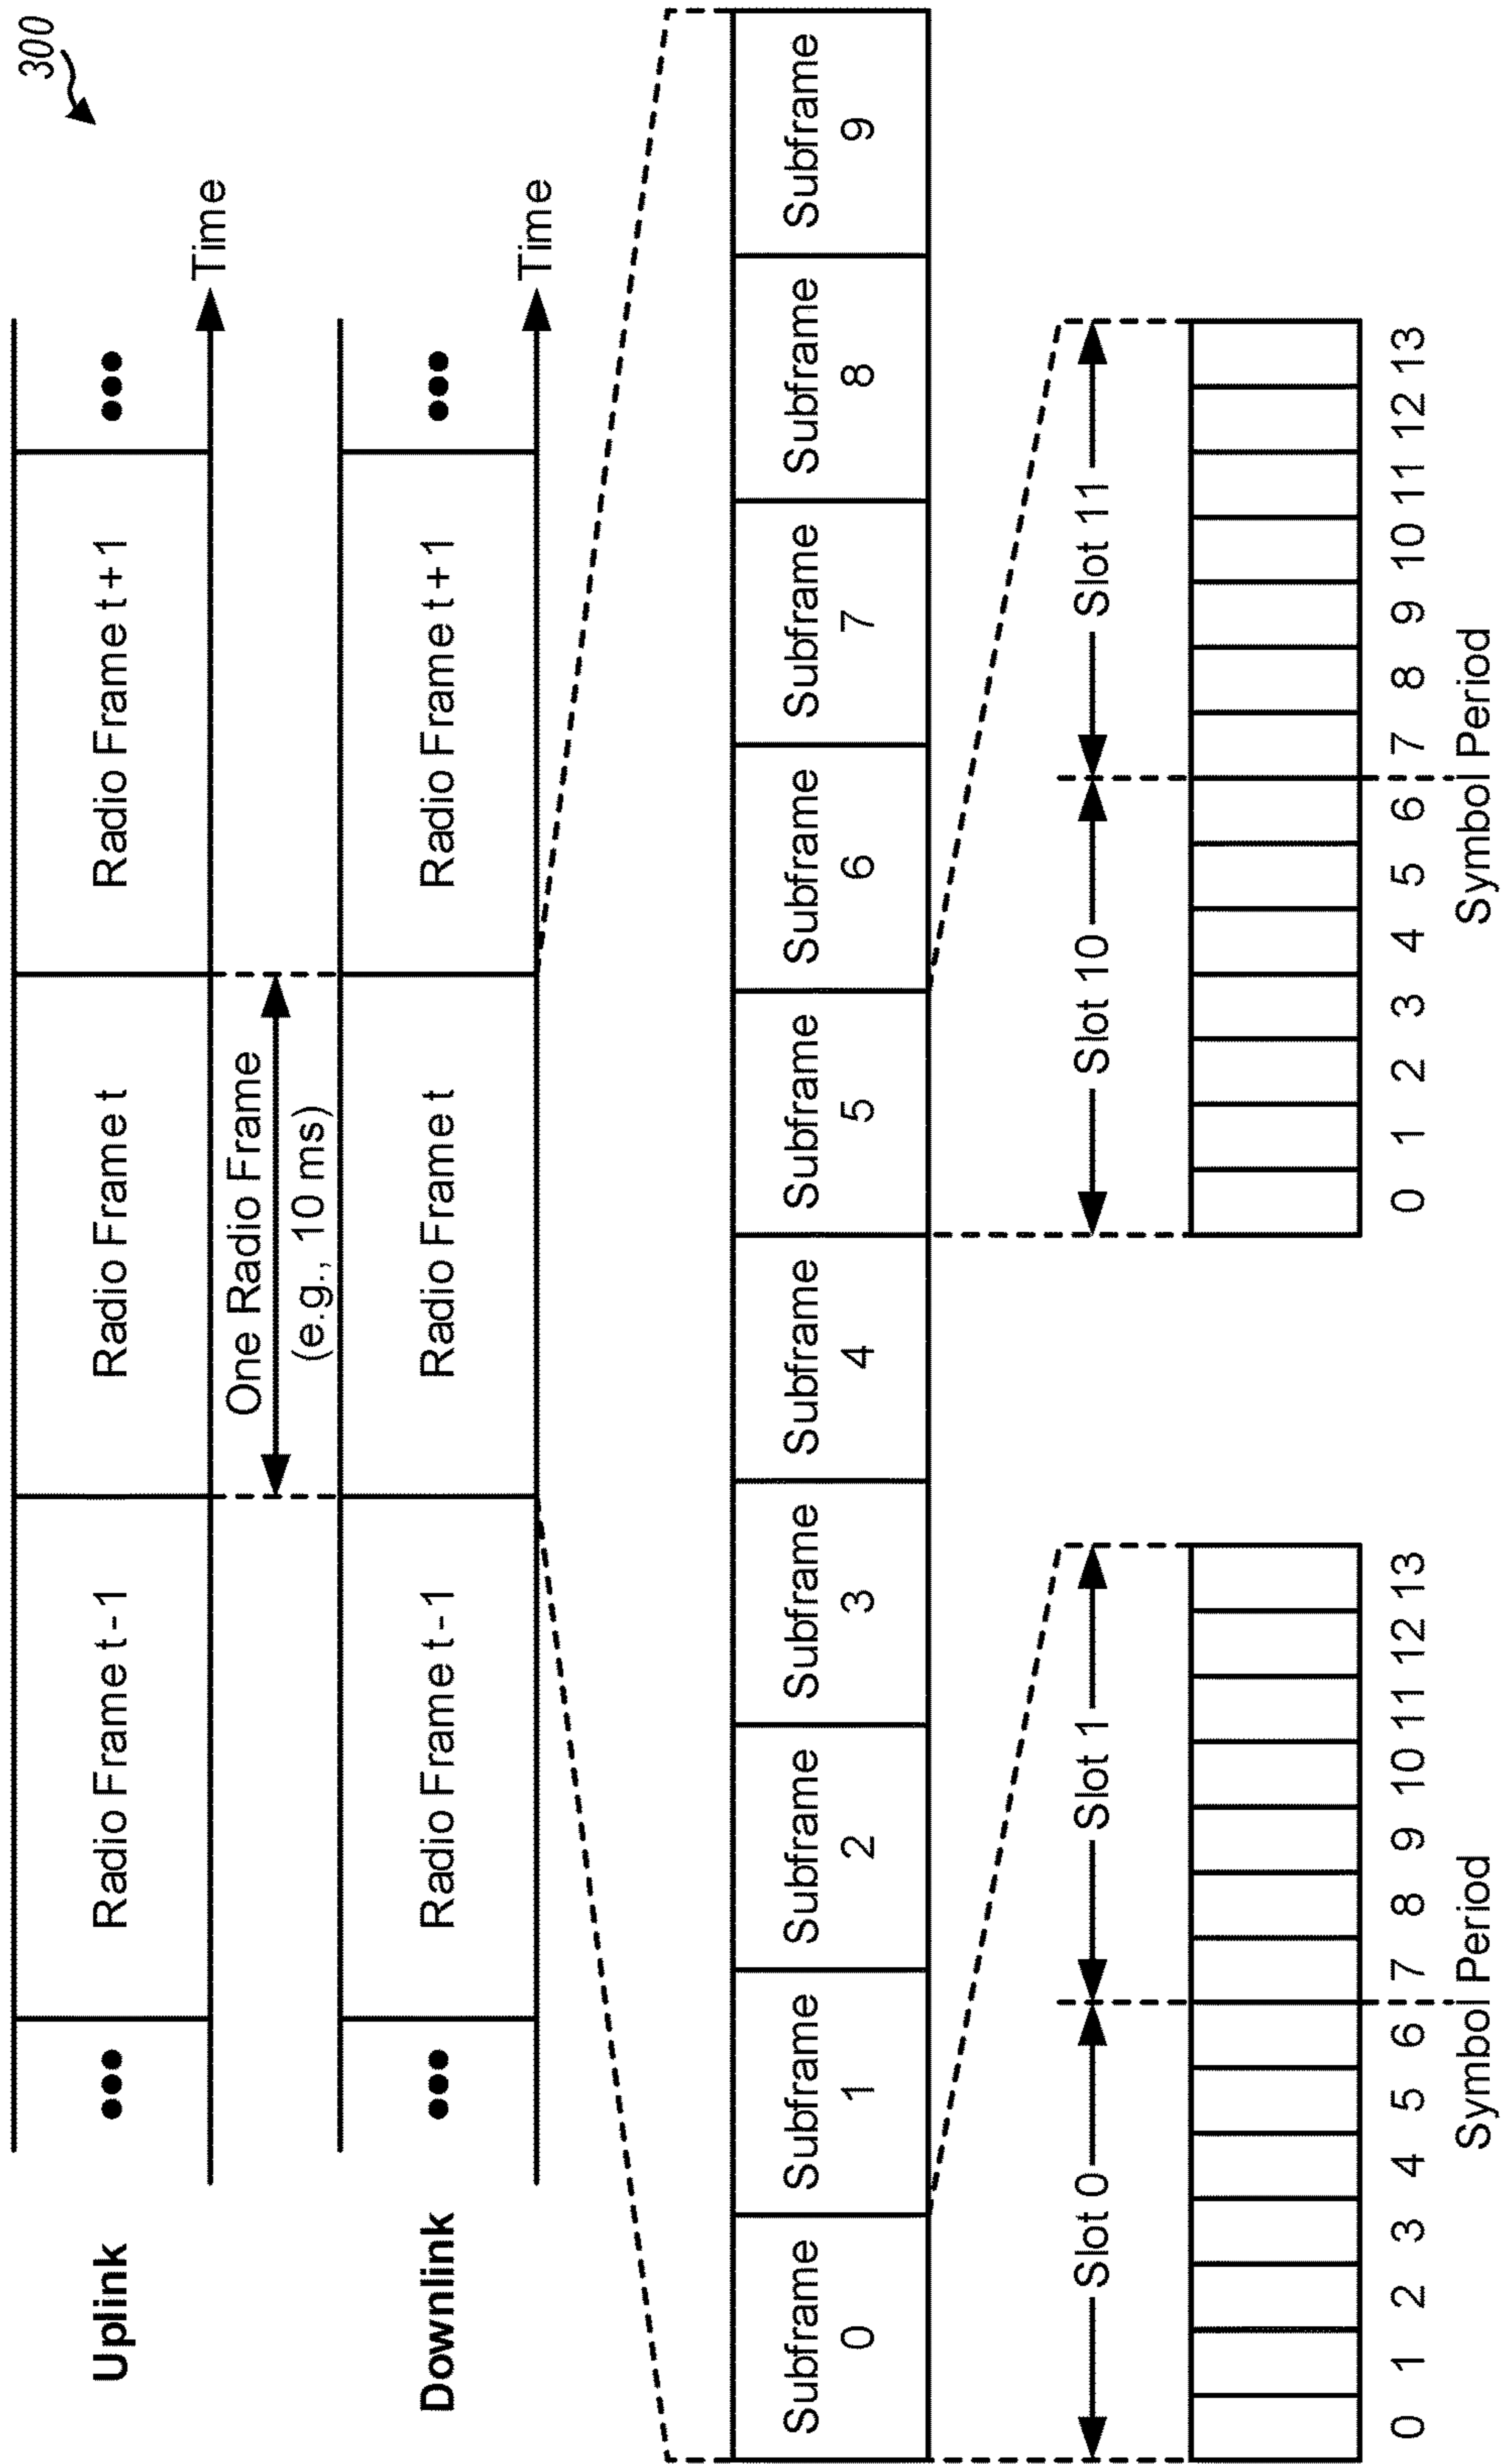 300
Uplink
●●●
Radio Frame t-1
Radio Frame t
Radio Frame t+1
●●●
Time
One Radio Frame
(e.g., 10 ms)
Downlink
●●●
Radio Frame t-1
Radio Frame t
Radio Frame t+1
●●●
Time
Subframe
0
Subframe
1
Subframe
2
Subframe
3
Subframe
4
Subframe
5
Subframe
6
Subframe
7
Subframe
8
Subframe
9
Slot 0
Slot 1
0 1 2 3 4 5 6 7 8 9 10 11 12 13
Symbol Period
Slot 10
Slot 11
0 1 2 3 4 5 6 7 8 9 10 11 12 13
Symbol Period